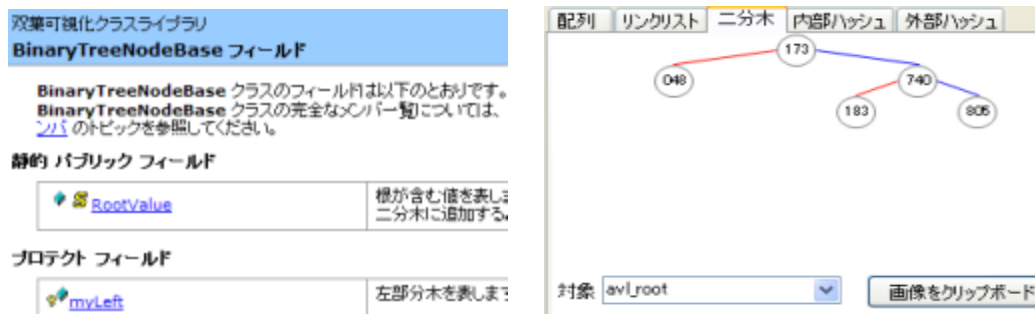 双葉可視化クラスライブラリ
BinaryTreeNodeBase フィールド
BinaryTreeNodeBase クラスのフィールドは以下のとおりです。
BinaryTreeNodeBase クラスの完全なメンバ一覧については、
ンバ のトピックを参照してください。
静的 パブリック フィールド
RootValue
根が含む値を表しま
二分木に追加する
プロテクト フィールド
myLeft
左部分木を表しま
配列 リンクリスト 二分木 内部ハッシュ 外部ハッシュ
173
048 740
183 805
対象 avl_root 画像をクリップボード